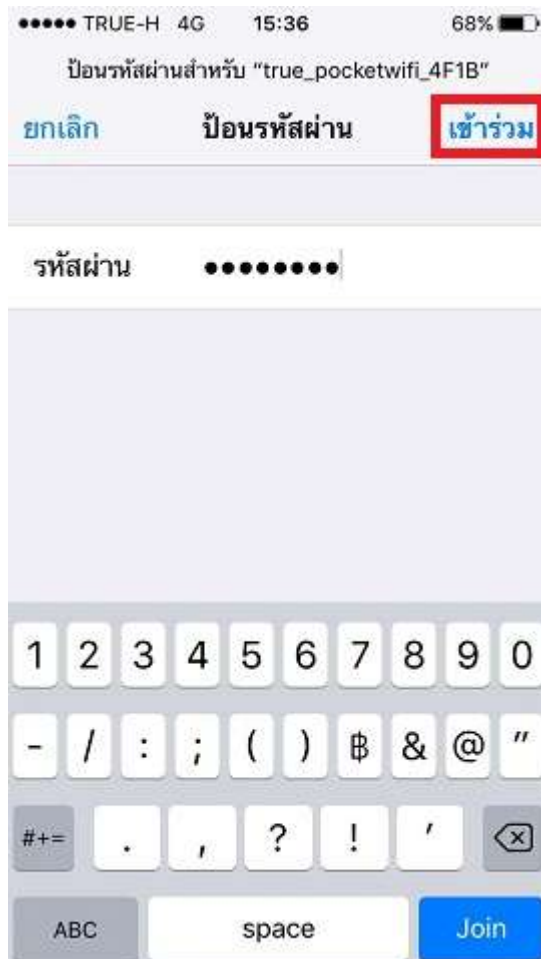 ●●●●● TRUE-H 4G 15:36 68%
ป้อนรหัสผ่านสำหรับ “true_pocketwifi_4F1B”
ยกเลิก ป้อนรหัสผ่าน เข้าร่วม
รหัสผ่าน ●●●●●●●●
1 2 3 4 5 6 7 8 9 0
- / : ; ( ) ฿ & @ "
#+= . , ? ! '
ABC space Join